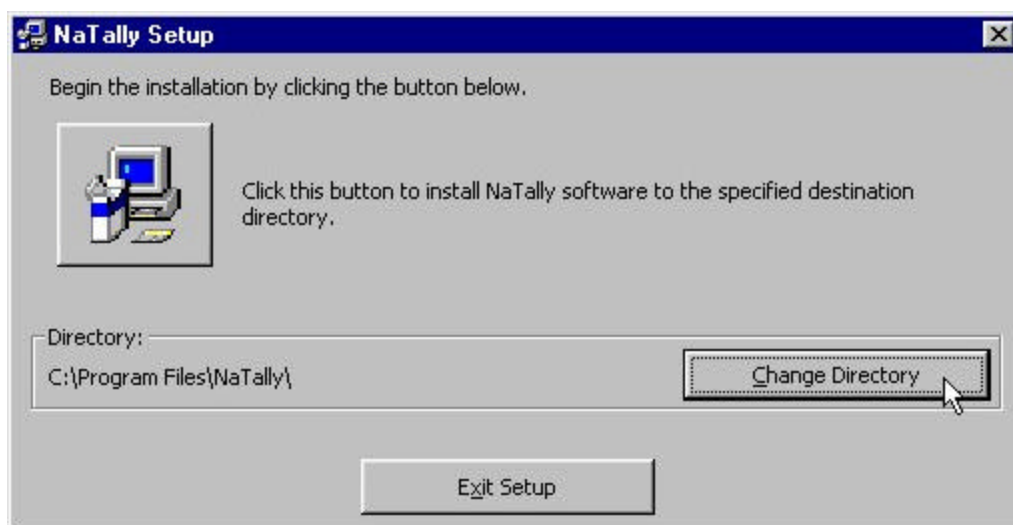 NaTally Setup
Begin the installation by clicking the button below.
Click this button to install NaTally software to the specified destination
directory.
Directory:
C:\Program Files\NaTally\
Change Directory
Exit Setup